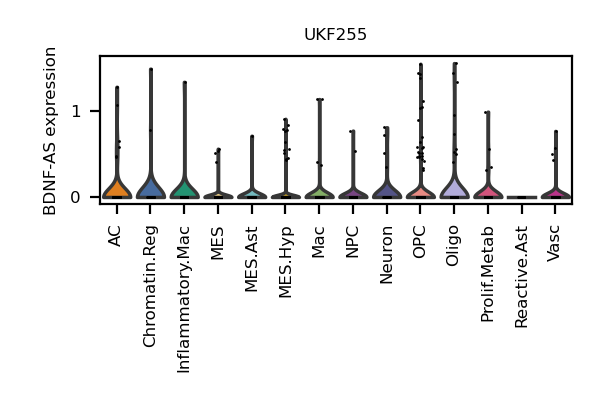 UKF255
BDNF-AS expression
1
0
AC
Chromatin.Reg
Inflammatory.Mac
MES
MES.Ast
MES.Hyp
Mac
NPC
Neuron
OPC
Oligo
Prolif.Metab
Reactive.Ast
Vasc